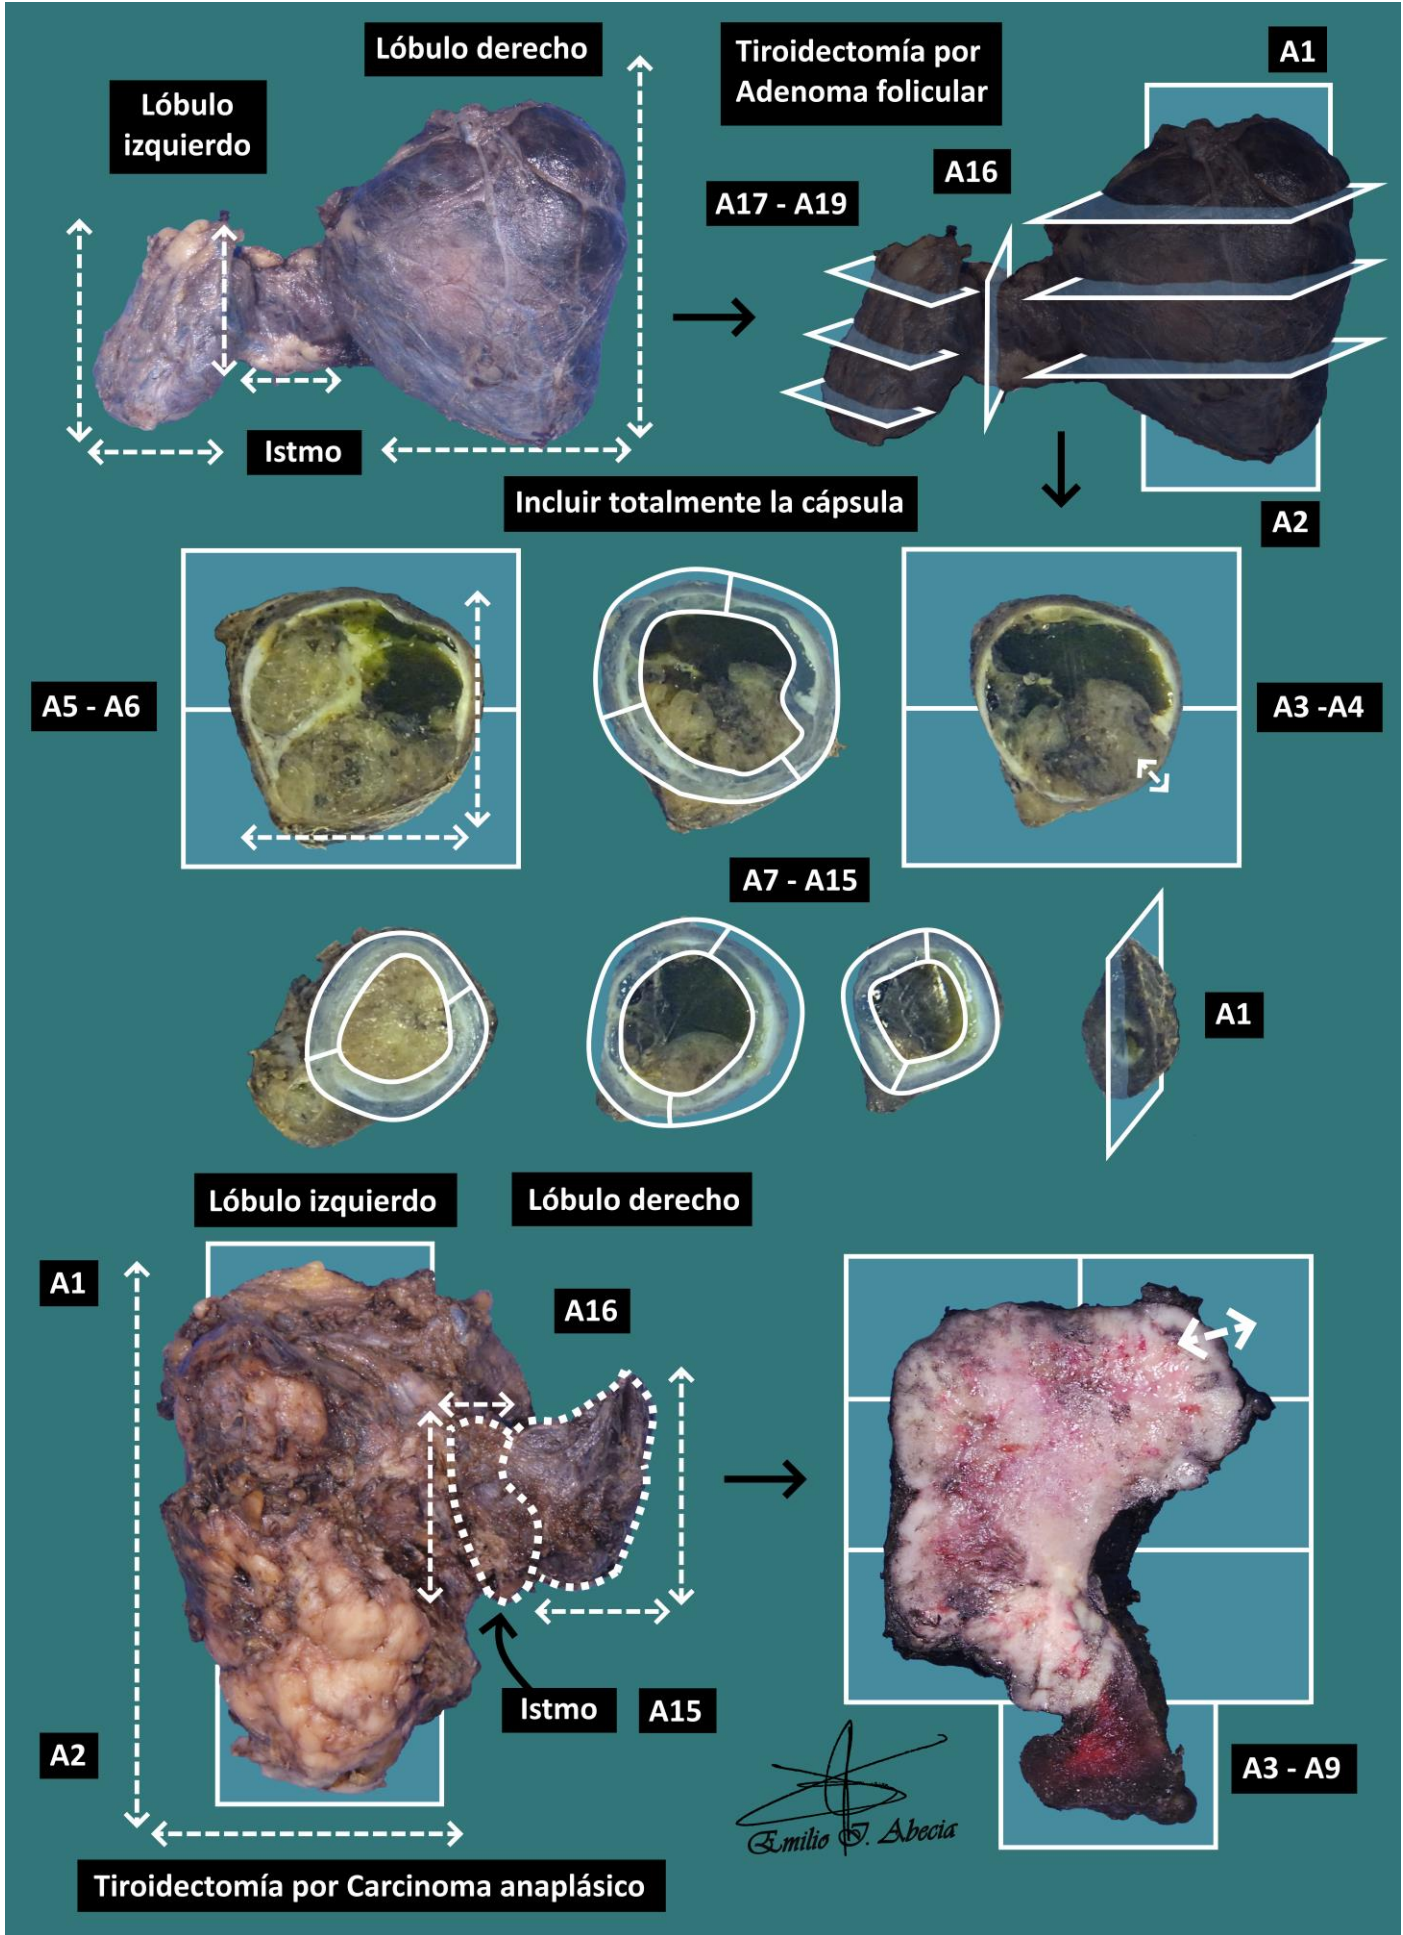 Lóbulo derecho
Tiroidectomía por
Adenoma folicular
A1
Lóbulo
izquierdo
A16
A17 - A19
Istmo
Incluir totalmente la cápsula
A2
A5 - A6
A3 -A4
A7 - A15
A1
Lóbulo izquierdo
Lóbulo derecho
A1
A16
Istmo
A15
A2
A3 - A9
Emilio J. Abecia
Tiroidectomía por Carcinoma anaplásico